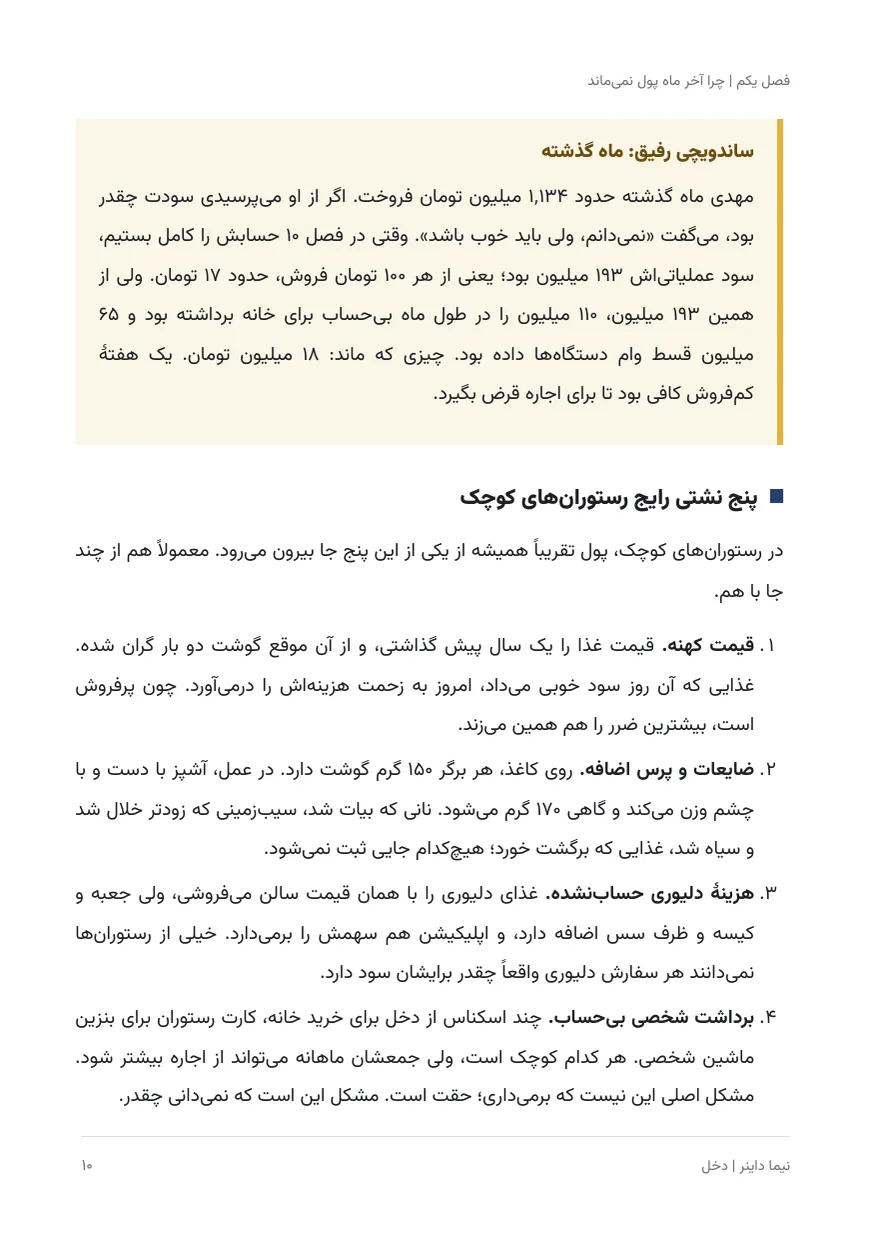 فصل یکم | چرا آخر ماه پول نمی‌ماند
ساندویچی رفیق: ماه گذشته
مهدی ماه گذشته حدود ۱,۱۳۴ میلیون تومان فروخت. اگر از او می‌پرسیدی سودت چقدر
بود، می‌گفت «نمی‌دانم، ولی باید خوب باشد». وقتی در فصل ۱۰ حسابش را کامل بستیم،
سود عملیاتی‌اش ۱۹۳ میلیون بود؛ یعنی از هر ۱۰۰ تومان فروش، حدود ۱۷ تومان. ولی از
همین ۱۹۳ میلیون، ۱۱۰ میلیون را در طول ماه بی‌حساب برای خانه برداشته بود و ۶۵
میلیون قسط وام دستگاه‌ها داده بود. چیزی که ماند: ۱۸ میلیون تومان. یک هفتهٔ
کم‌فروش کافی بود تا برای اجاره قرض بگیرد.
پنج نشتی رایج رستوران‌های کوچک
در رستوران‌های کوچک، پول تقریباً همیشه از یکی از این پنج جا بیرون می‌رود. معمولاً هم از چند
جا با هم.
۱. قیمت کهنه. قیمت غذا را یک سال پیش گذاشتی، و از آن موقع گوشت دو بار گران شده.
غذایی که آن روز سود خوبی می‌داد، امروز به زحمت هزینه‌اش را درمی‌آورد. چون پرفروش
است، بیشترین ضرر را هم همین می‌زند.
۲. ضایعات و پرس اضافه. روی کاغذ، هر برگر ۱۵۰ گرم گوشت دارد. در عمل، آشپز با دست و با
چشم وزن می‌کند و گاهی ۱۷۰ گرم می‌شود. نانی که بیات شد، سیب‌زمینی که زودتر خلال شد
و سیاه شد، غذایی که برگشت خورد؛ هیچ‌کدام جایی ثبت نمی‌شود.
۳. هزینهٔ دلیوری حساب‌نشده. غذای دلیوری را با همان قیمت سالن می‌فروشی، ولی جعبه و
کیسه و ظرف سس اضافه دارد، و اپلیکیشن هم سهمش را برمی‌دارد. خیلی از رستوران‌ها
نمی‌دانند هر سفارش دلیوری واقعاً چقدر برایشان سود دارد.
۴. برداشت شخصی بی‌حساب. چند اسکناس از دخل برای خرید خانه، کارت رستوران برای بنزین
ماشین شخصی. هر کدام کوچک است، ولی جمعشان ماهانه می‌تواند از اجاره بیشتر شود.
مشکل اصلی این نیست که برمی‌داری؛ حقت است. مشکل این است که نمی‌دانی چقدر.
نیما داینر | دخل
۱۰